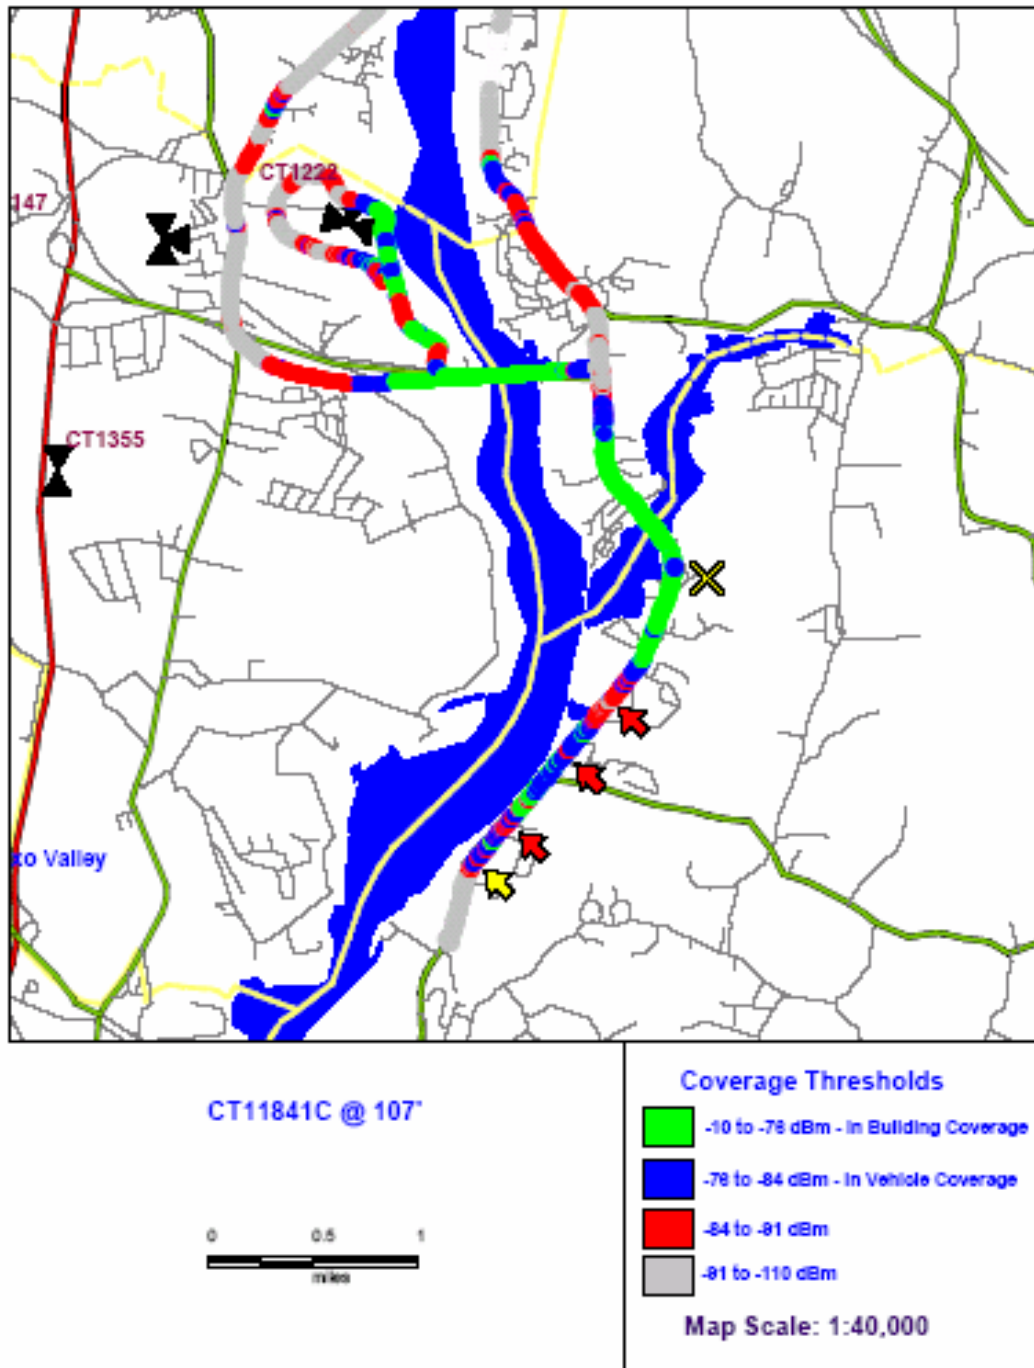 CT1222
147
CT1355
xo Valley
CT11841C @ 107'
0 0.5 1
miles
Coverage Thresholds
-10 to -76 dBm - In Building Coverage
-76 to -84 dBm - In Vehicle Coverage
-84 to -91 dBm
-91 to -110 dBm
Map Scale: 1:40,000